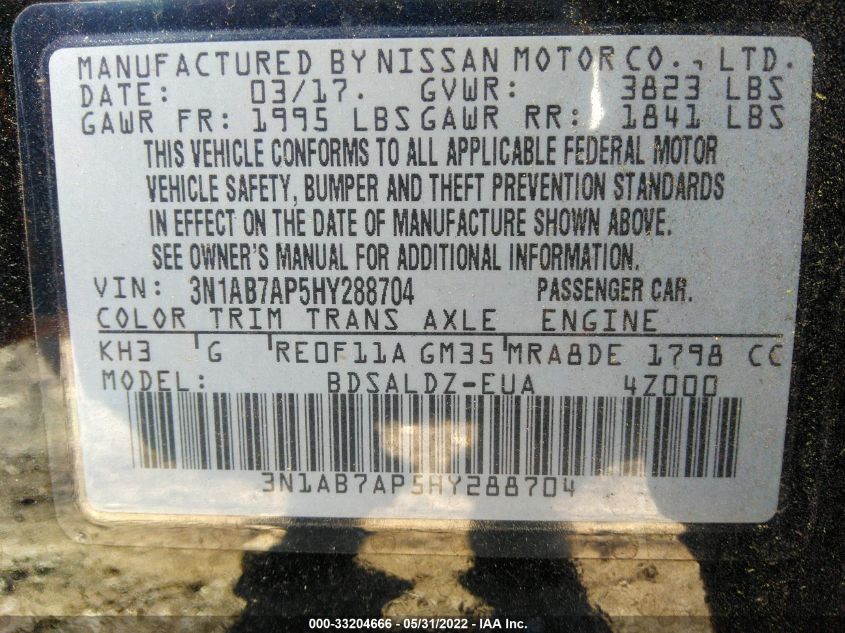 MANUFACTURED BY NISSAN MOTOR CO., LTD.
DATE: 03/17. GVWR: 3823 LBS
GAWR FR: 1995 LBS GAWR RR: 1841 LBS
THIS VEHICLE CONFORMS TO ALL APPLICABLE FEDERAL MOTOR
VEHICLE SAFETY, BUMPER AND THEFT PREVENTION STANDARDS
IN EFFECT ON THE DATE OF MANUFACTURE SHOWN ABOVE.
SEE OWNER'S MANUAL FOR ADDITIONAL INFORMATION.
VIN: 3N1AB7AP5HY288704 PASSENGER CAR.
COLOR TRIM TRANS AXLE ENGINE
KH3 G RE0F11A GM35 MRA8DE 1798 CC
MODEL: BDSALDZ-EUA 4Z000
3N1AB7AP5HY288704
000-33204666 - 05/31/2022 - IAA Inc.